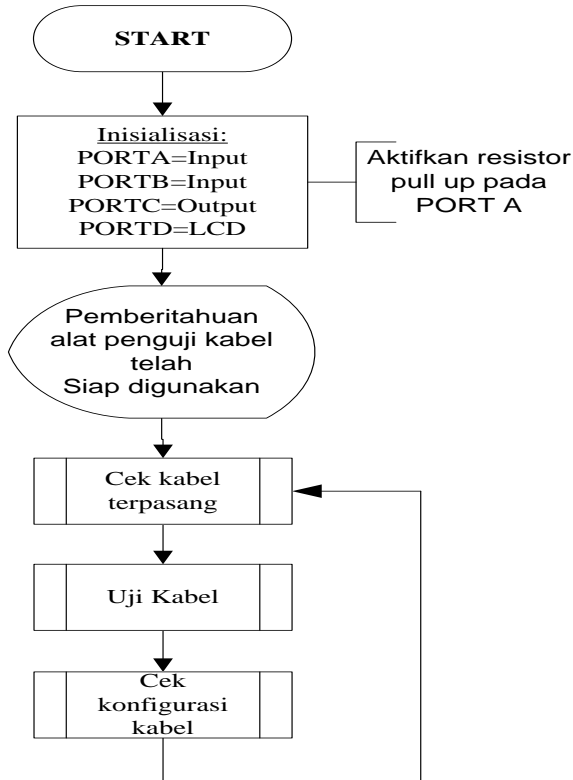 START
Inisialisasi:
PORTA=Input
PORTB=Input
PORTC=Output
PORTD=LCD
Aktifkan resistor
pull up pada
PORT A
Pemberitahuan
alat penguji kabel
telah
Siap digunakan
Cek kabel
terpasang
Uji Kabel
Cek
konfigurasi
kabel